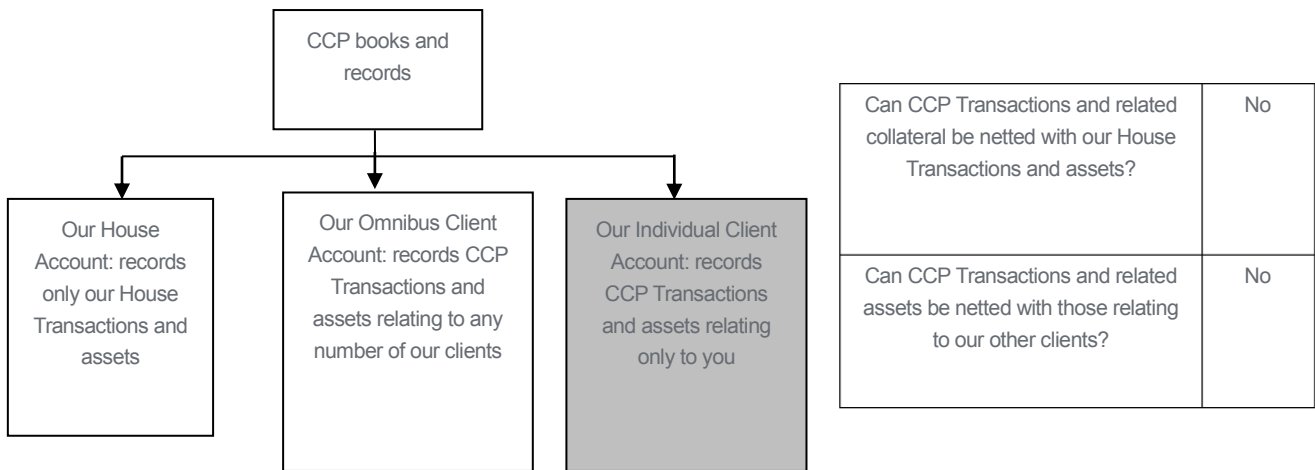 CCP books and
records
Our House
Account: records
only our House
Transactions and
assets
Our Omnibus Client
Account: records CCP
Transactions and
assets relating to any
number of our clients
Our Individual Client
Account: records
CCP Transactions
and assets relating
only to you
Can CCP Transactions and related
collateral be netted with our House
Transactions and assets?
No
Can CCP Transactions and related
assets be netted with those relating
to our other clients?
No